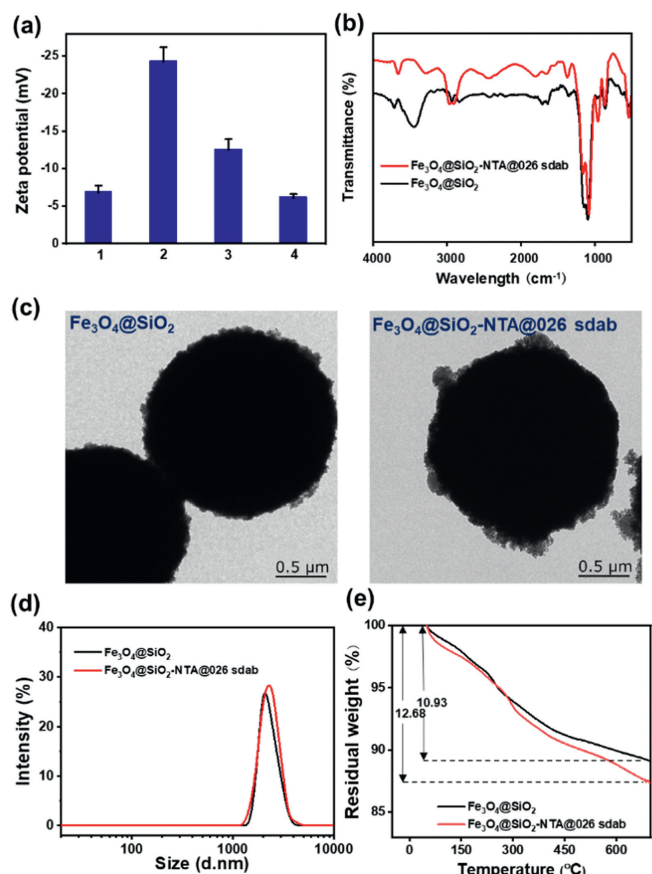 (a)
Zeta potential (mV)
-25
-20
-15
-10
-5
0
1 2 3 4
(b)
Transmittance (%)
Fe₃O₄@SiO₂-NTA@026 sdab
Fe₃O₄@SiO₂
4000 3000 2000 1000
Wavelength (cm⁻¹)
(c)
Fe₃O₄@SiO₂
0.5 μm
Fe₃O₄@SiO₂-NTA@026 sdab
0.5 μm
(d)
Intensity (%)
40
30
20
10
0
Fe₃O₄@SiO₂
Fe₃O₄@SiO₂-NTA@026 sdab
100 1000 10000
Size (d.nm)
(e)
Residual weight (%)
100
95
90
85
10.93
12.68
Fe₃O₄@SiO₂
Fe₃O₄@SiO₂-NTA@026 sdab
0 150 300 450 600
Temperature (°C)